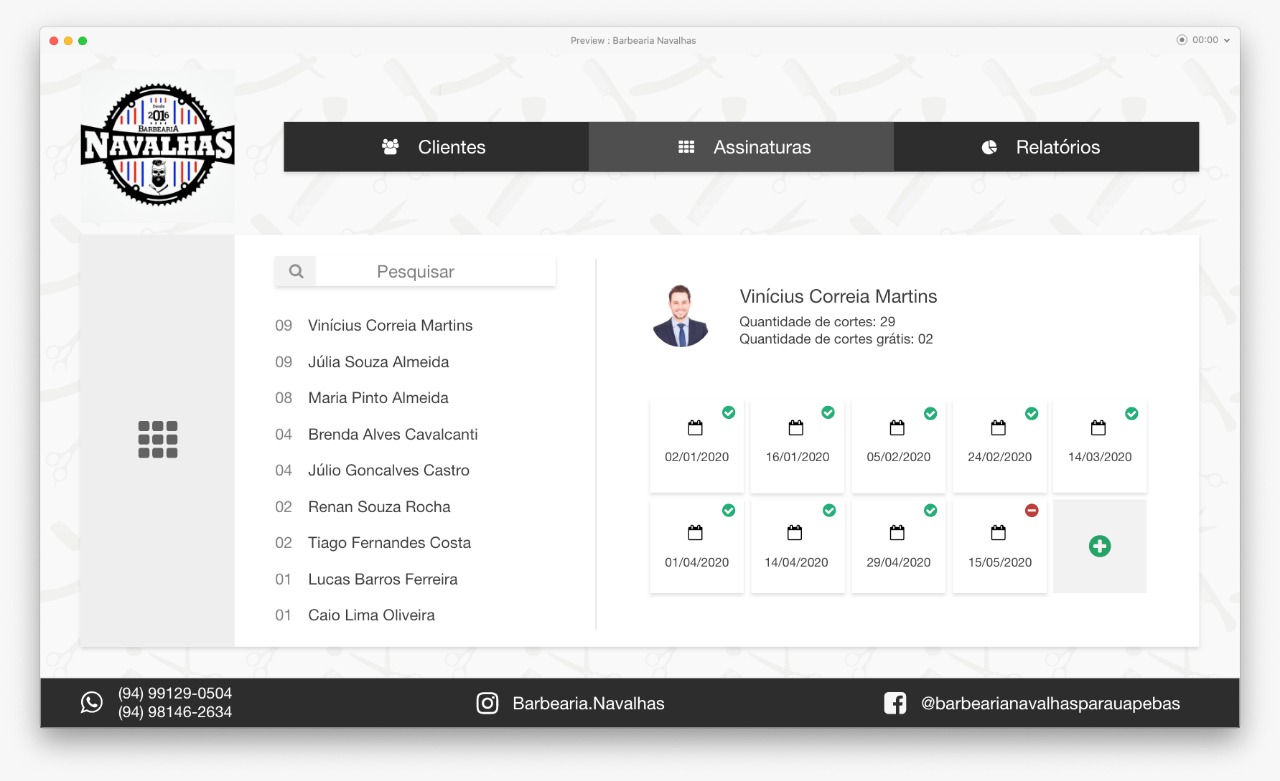 Preview : Barbearia Navalhas
00:00
Desde
2016
BARBEARIA
NAVALHAS
Clientes
Assinaturas
Relatórios
Pesquisar
09 Vinícius Correia Martins
09 Júlia Souza Almeida
08 Maria Pinto Almeida
04 Brenda Alves Cavalcanti
04 Júlio Goncalves Castro
02 Renan Souza Rocha
02 Tiago Fernandes Costa
01 Lucas Barros Ferreira
01 Caio Lima Oliveira
Vinícius Correia Martins
Quantidade de cortes: 29
Quantidade de cortes grátis: 02
02/01/2020
16/01/2020
05/02/2020
24/02/2020
14/03/2020
01/04/2020
14/04/2020
29/04/2020
15/05/2020
(94) 99129-0504
(94) 98146-2634
Barbearia.Navalhas
@barbearianavalhasparauapebas